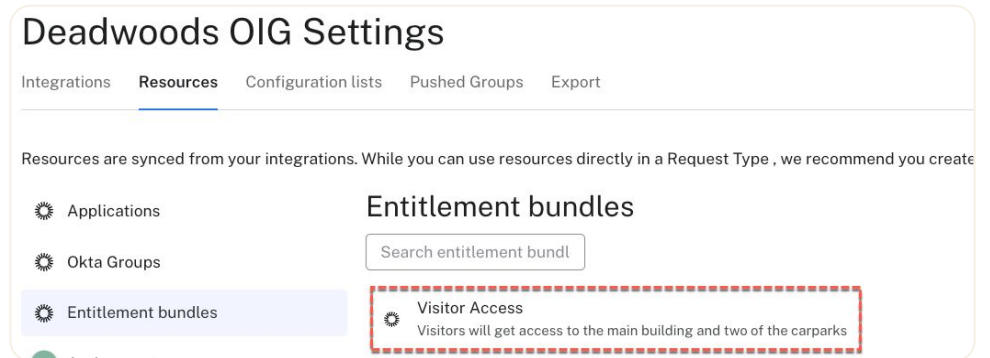 Deadwoods OIG Settings
Integrations Resources Configuration lists Pushed Groups Export
Resources are synced from your integrations. While you can use resources directly in a Request Type , we recommend you create
Applications
Okta Groups
Entitlement bundles
Entitlement bundles
Search entitlement bundl
Visitor Access
Visitors will get access to the main building and two of the carparks